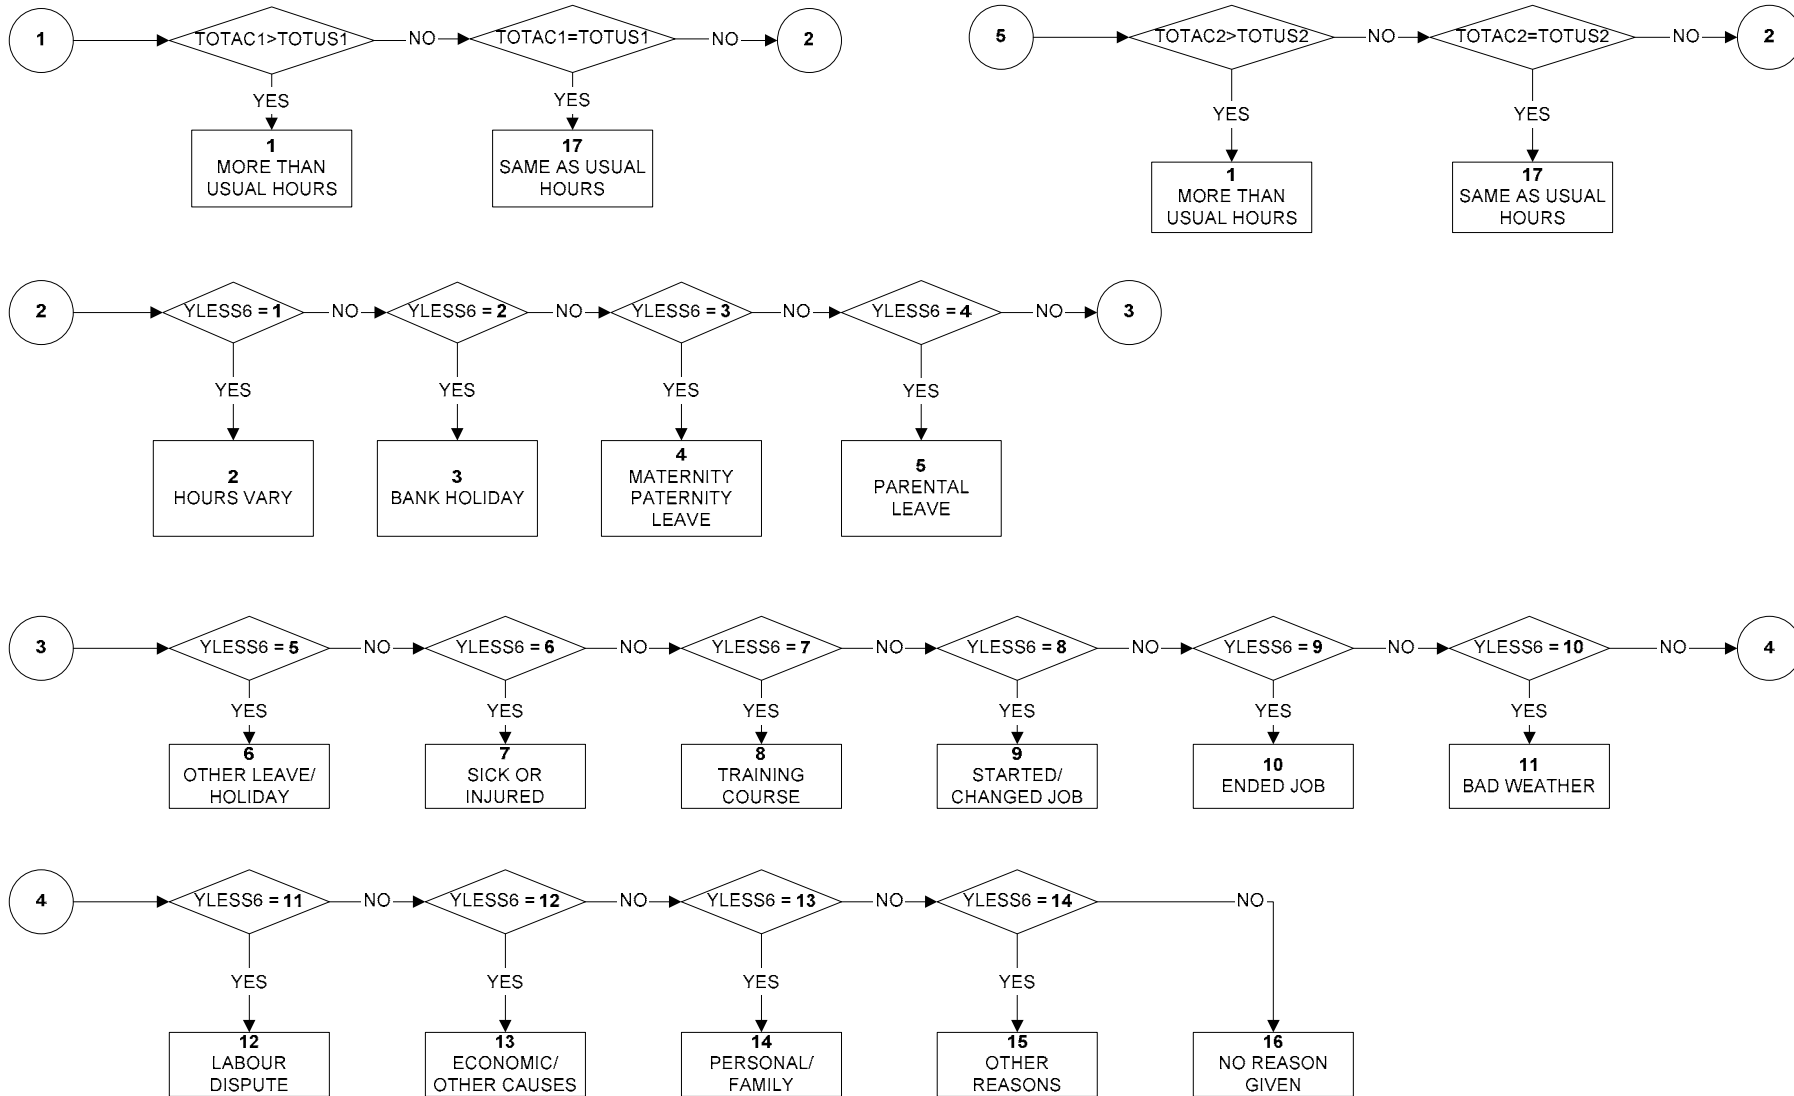 1
TOTAC1>TOTUS1
NO
TOTAC1=TOTUS1
NO
2
YES
YES
1
MORE THAN
USUAL HOURS
17
SAME AS USUAL
HOURS
5
TOTAC2>TOTUS2
NO
TOTAC2=TOTUS2
NO
2
YES
YES
1
MORE THAN
USUAL HOURS
17
SAME AS USUAL
HOURS
2
YLESS6 = 1
NO
YLESS6 = 2
NO
YLESS6 = 3
NO
YLESS6 = 4
NO
3
YES
YES
YES
YES
2
HOURS VARY
3
BANK HOLIDAY
4
MATERNITY
PATERNITY
LEAVE
5
PARENTAL
LEAVE
3
YLESS6 = 5
NO
YLESS6 = 6
NO
YLESS6 = 7
NO
YLESS6 = 8
NO
YLESS6 = 9
NO
YLESS6 = 10
NO
4
YES
YES
YES
YES
YES
YES
6
OTHER LEAVE/
HOLIDAY
7
SICK OR
INJURED
8
TRAINING
COURSE
9
STARTED/
CHANGED JOB
10
ENDED JOB
11
BAD WEATHER
4
YLESS6 = 11
NO
YLESS6 = 12
NO
YLESS6 = 13
NO
YLESS6 = 14
NO
YES
YES
YES
YES
12
LABOUR
DISPUTE
13
ECONOMIC/
OTHER CAUSES
14
PERSONAL/
FAMILY
15
OTHER
REASONS
16
NO REASON
GIVEN